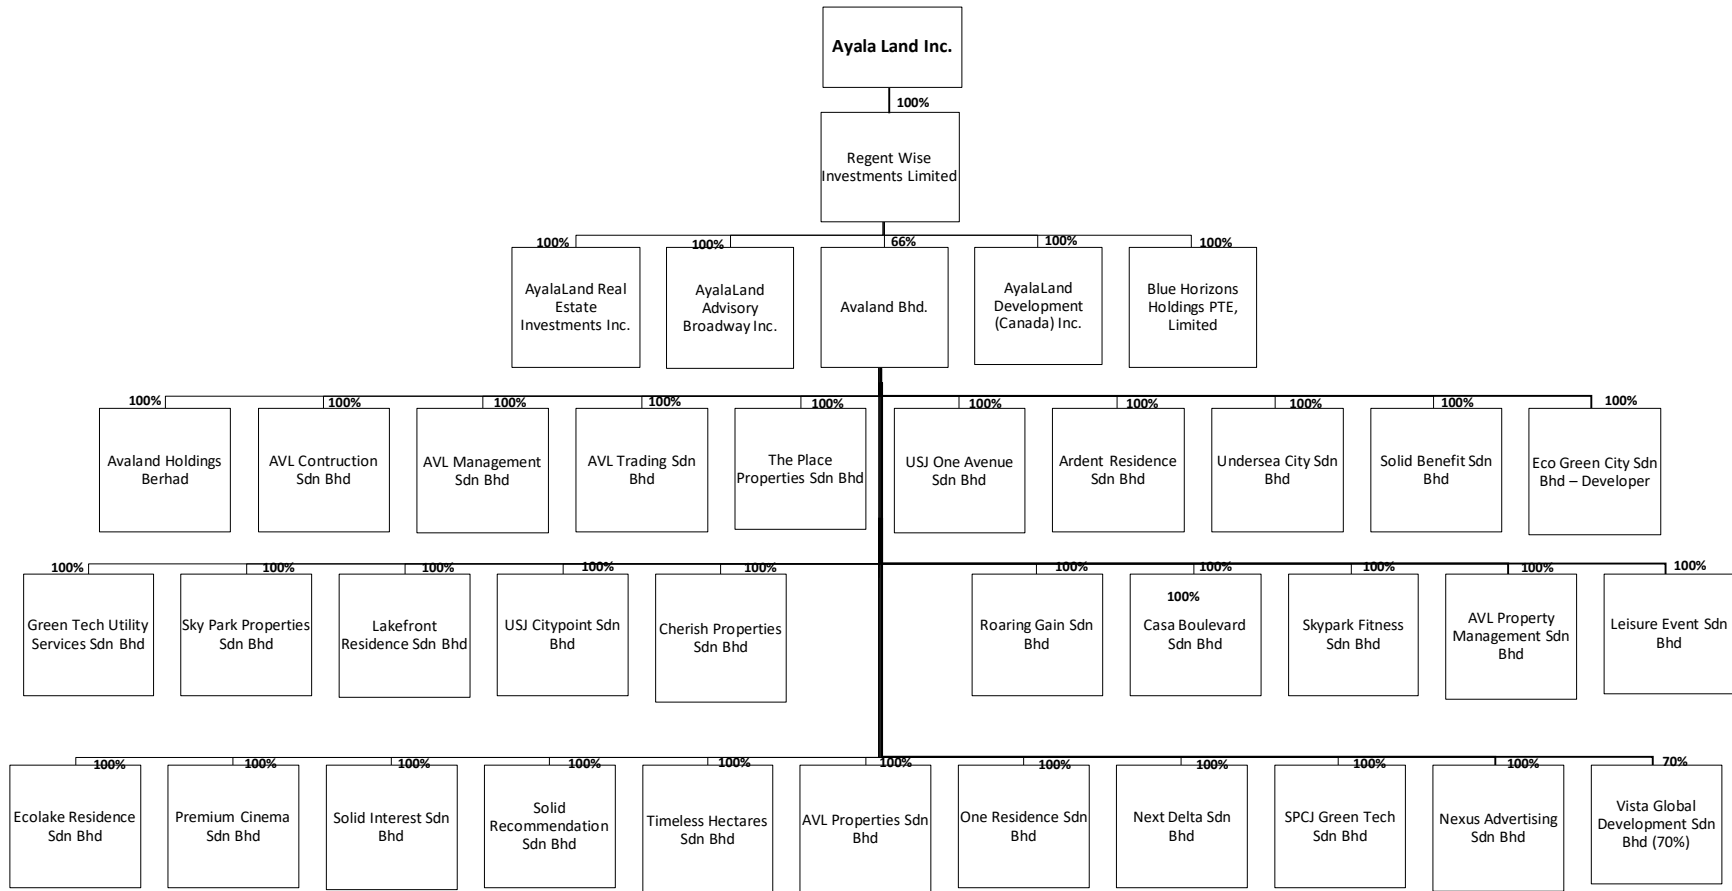 Ayala Land Inc.
100%
Regent Wise
Investments Limited
100%
100%
66%
100%
100%
AyalaLand Real
Estate
Investments Inc.
AyalaLand
Advisory
Broadway Inc.
Avaland Bhd.
AyalaLand
Development
(Canada) Inc.
Blue Horizons
Holdings PTE,
Limited
100%
100%
100%
100%
100%
100%
100%
100%
100%
100%
Avaland Holdings
Berhad
AVL Contruction
Sdn Bhd
AVL Management
Sdn Bhd
AVL Trading Sdn
Bhd
The Place
Properties Sdn Bhd
USJ One Avenue
Sdn Bhd
Ardent Residence
Sdn Bhd
Undersea City Sdn
Bhd
Solid Benefit Sdn
Bhd
Eco Green City Sdn
Bhd – Developer
100%
100%
100%
100%
100%
100%
100%
100%
100%
100%
Green Tech Utility
Services Sdn Bhd
Sky Park Properties
Sdn Bhd
Lakefront
Residence Sdn Bhd
USJ Citypoint Sdn
Bhd
Cherish Properties
Sdn Bhd
Roaring Gain Sdn
Bhd
100%
Casa Boulevard
Sdn Bhd
Skypark Fitness
Sdn Bhd
AVL Property
Management Sdn
Bhd
Leisure Event Sdn
Bhd
100%
100%
100%
100%
100%
100%
100%
100%
100%
100%
70%
Ecolake Residence
Sdn Bhd
Premium Cinema
Sdn Bhd
Solid Interest Sdn
Bhd
Solid
Recommendation
Sdn Bhd
Timeless Hectares
Sdn Bhd
AVL Properties Sdn
Bhd
One Residence Sdn
Bhd
Next Delta Sdn
Bhd
SPCJ Green Tech
Sdn Bhd
Nexus Advertising
Sdn Bhd
Vista Global
Development Sdn
Bhd (70%)